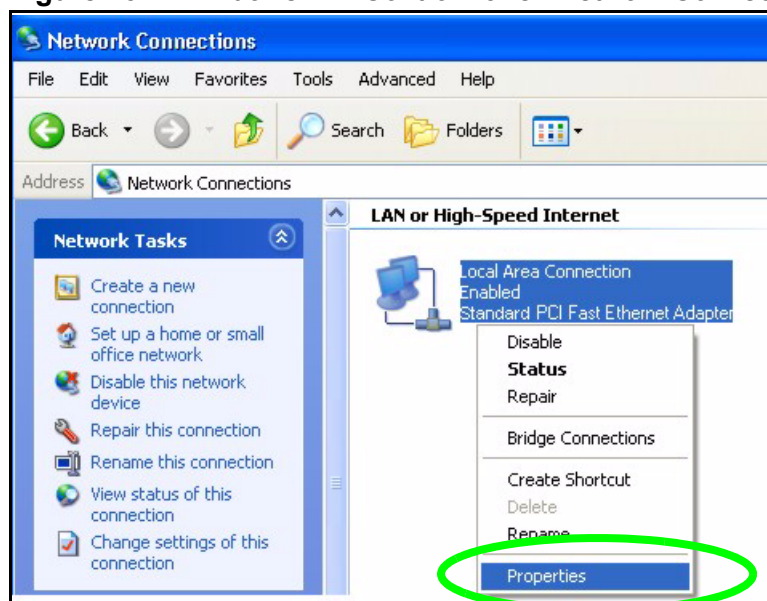 Network Connections
File Edit View Favorites Tools Advanced Help
Back Search Folders
Address Network Connections
Network Tasks
Create a new
connection
Set up a home or small
office network
Disable this network
device
Repair this connection
Rename this connection
View status of this
connection
Change settings of this
connection
LAN or High-Speed Internet
Local Area Connection
Enabled
Standard PCI Fast Ethernet Adapter
Disable
Status
Repair
Bridge Connections
Create Shortcut
Delete
Rename
Properties